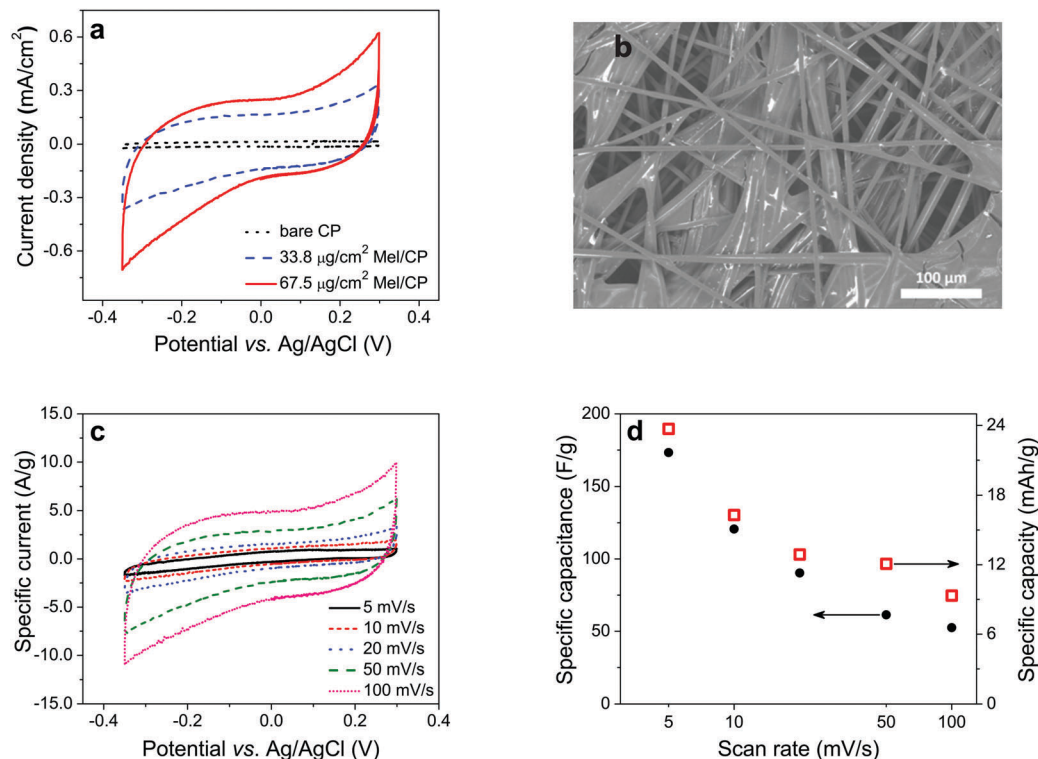 a
Current density (mA/cm²)
0.6
0.3
0.0
-0.3
-0.6
bare CP
33.8 µg/cm² Mel/CP
67.5 µg/cm² Mel/CP
-0.4
-0.2
0.0
0.2
0.4
Potential vs. Ag/AgCl (V)
b
100 µm
c
Specific current (A/g)
15.0
10.0
5.0
0.0
-5.0
-10.0
-15.0
5 mV/s
10 mV/s
20 mV/s
50 mV/s
100 mV/s
-0.4
-0.2
0.0
0.2
0.4
Potential vs. Ag/AgCl (V)
d
Specific capacitance (F/g)
200
150
100
50
0
24
18
12
6
0
Specific capacity (mAh/g)
5
10
50
100
Scan rate (mV/s)